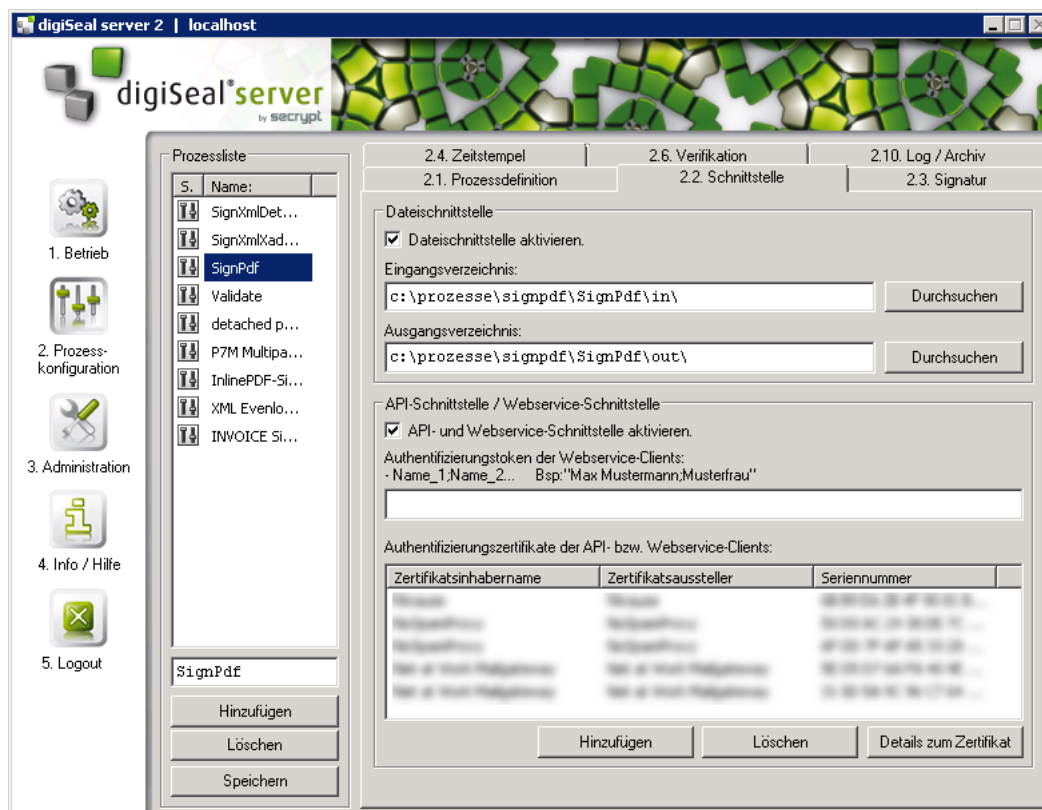 digiSeal server 2 | localhost
digiSeal®server
by secrypt
1. Betrieb
2. Prozess-
konfiguration
3. Administration
4. Info / Hilfe
5. Logout
Prozessliste
S. Name:
SignXmlDet...
SignXmlXad...
SignPdf
Validate
detached p...
P7M Multipa...
InlinePDF-Si...
XML Evenlo...
INVOICE Si...
SignPdf
Hinzufügen
Löschen
Speichern
2.4. Zeitstempel 2.6. Verifikation 2.10. Log / Archiv
2.1. Prozessdefinition 2.2. Schnittstelle 2.3. Signatur
Dateischnittstelle
Dateischnittstelle aktivieren.
Eingangsverzeichnis:
c:\prozesse\signpdf\SignPdf\in\ Durchsuchen
Ausgangsverzeichnis:
c:\prozesse\signpdf\SignPdf\out\ Durchsuchen
API-Schnittstelle / Webservice-Schnittstelle
API- und Webservice-Schnittstelle aktivieren.
Authentifizierungstoken der Webservice-Clients:
- Name_1;Name_2... Bsp:"Max Mustermann;Musterfrau"
Authentifizierungszertifikate der API- bzw. Webservice-Clients:
Zertifikatsinhabername Zertifikatsaussteller Seriennummer
Hinzufügen Löschen Details zum Zertifikat